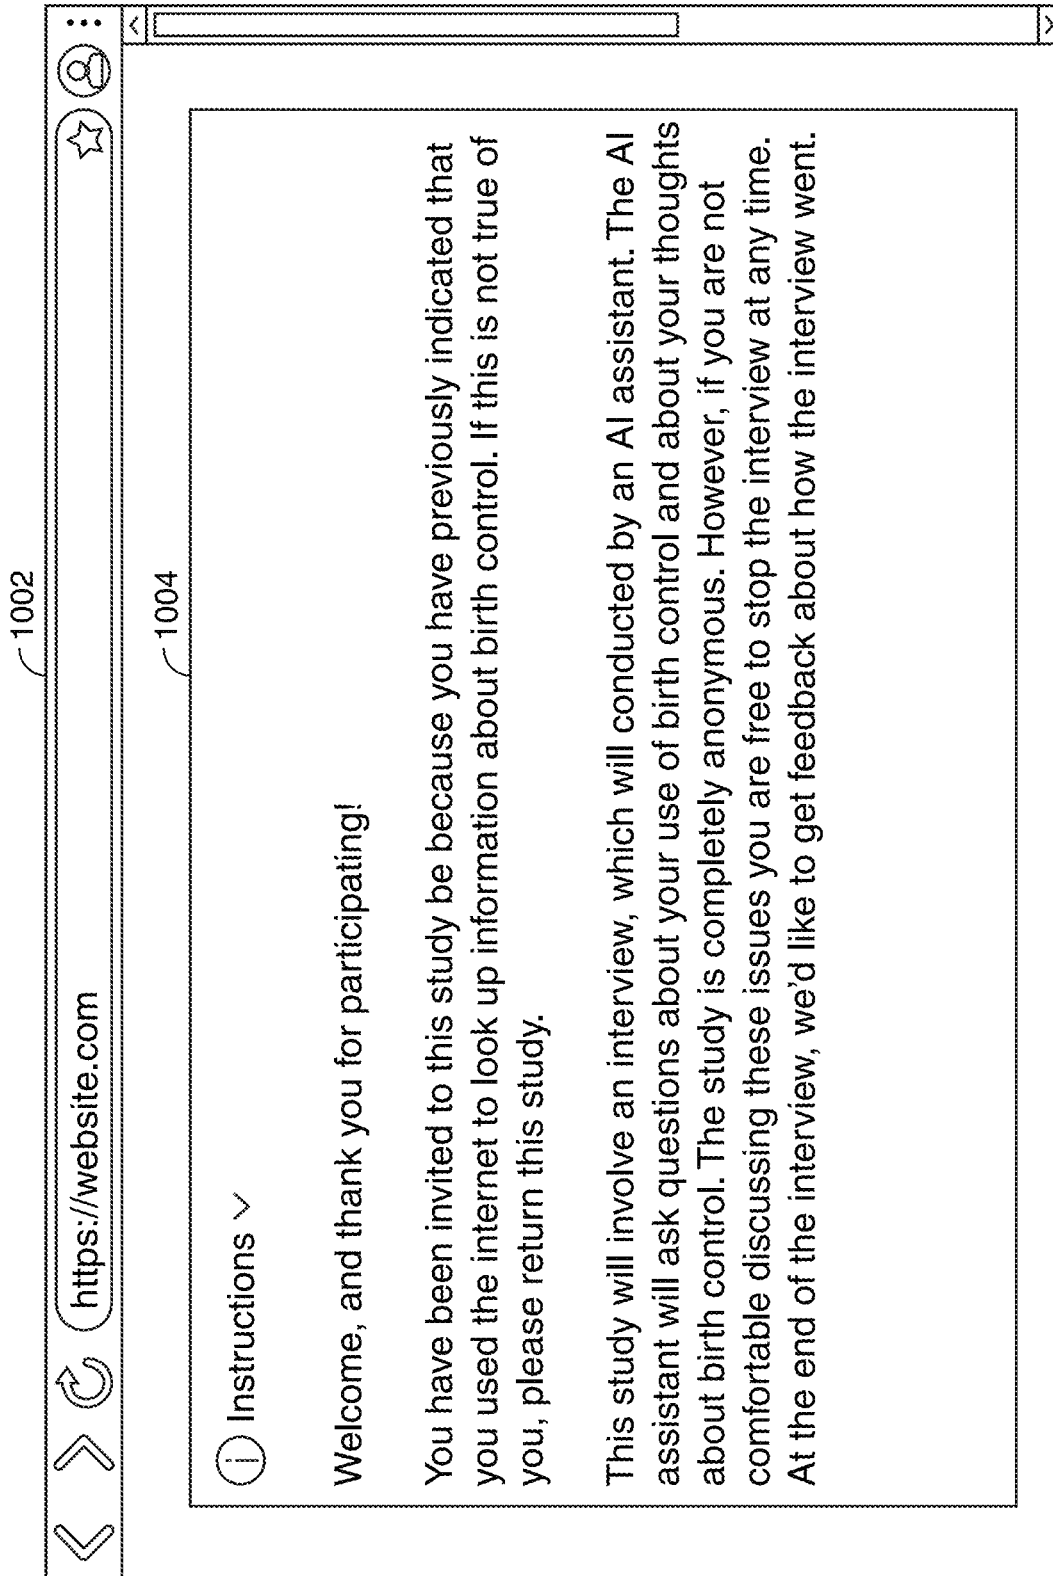 1002
https://website.com
1004
Instructions
Welcome, and thank you for participating!
You have been invited to this study be because you have previously indicated that
you used the internet to look up information about birth control. If this is not true of
you, please return this study.
This study will involve an interview, which will conducted by an AI assistant. The AI
assistant will ask questions about your use of birth control and about your thoughts
about birth control. The study is completely anonymous. However, if you are not
comfortable discussing these issues you are free to stop the interview at any time.
At the end of the interview, we'd like to get feedback about how the interview went.